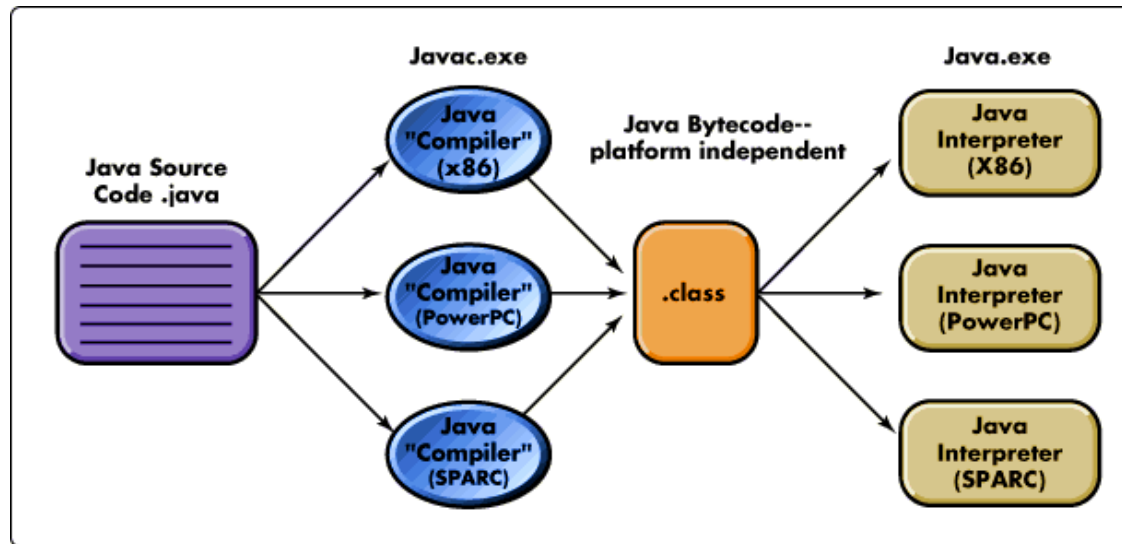 Java Source
Code .java
Javac.exe
Java
"Compiler"
(x86)
Java
"Compiler"
(PowerPC)
Java
"Compiler"
(SPARC)
Java Bytecode--
platform independent
.class
Java.exe
Java
Interpreter
(X86)
Java
Interpreter
(PowerPC)
Java
Interpreter
(SPARC)